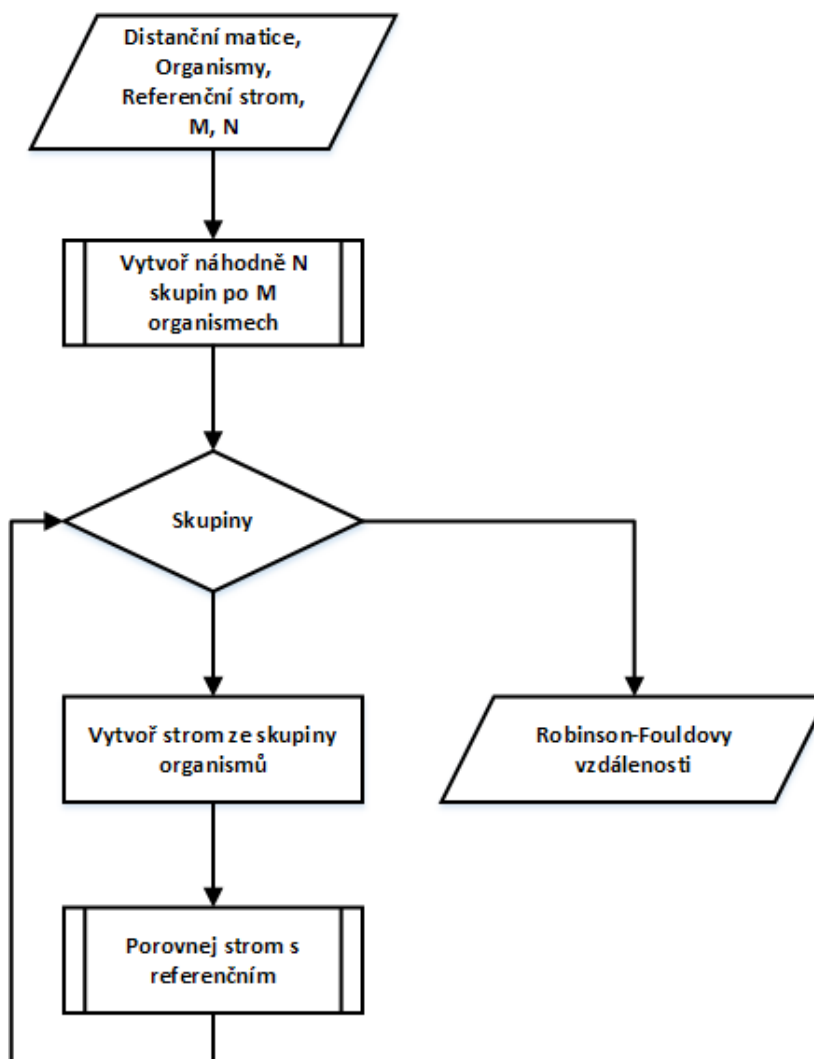 Distanční matice,
Organismy,
Referenční strom,
M, N
Vytvoř náhodně N
skupin po M
organismech
Skupiny
Vytvoř strom ze skupiny
organismů
Robinson-Fouldovy
vzdálenosti
Porovnej strom s
referenčním